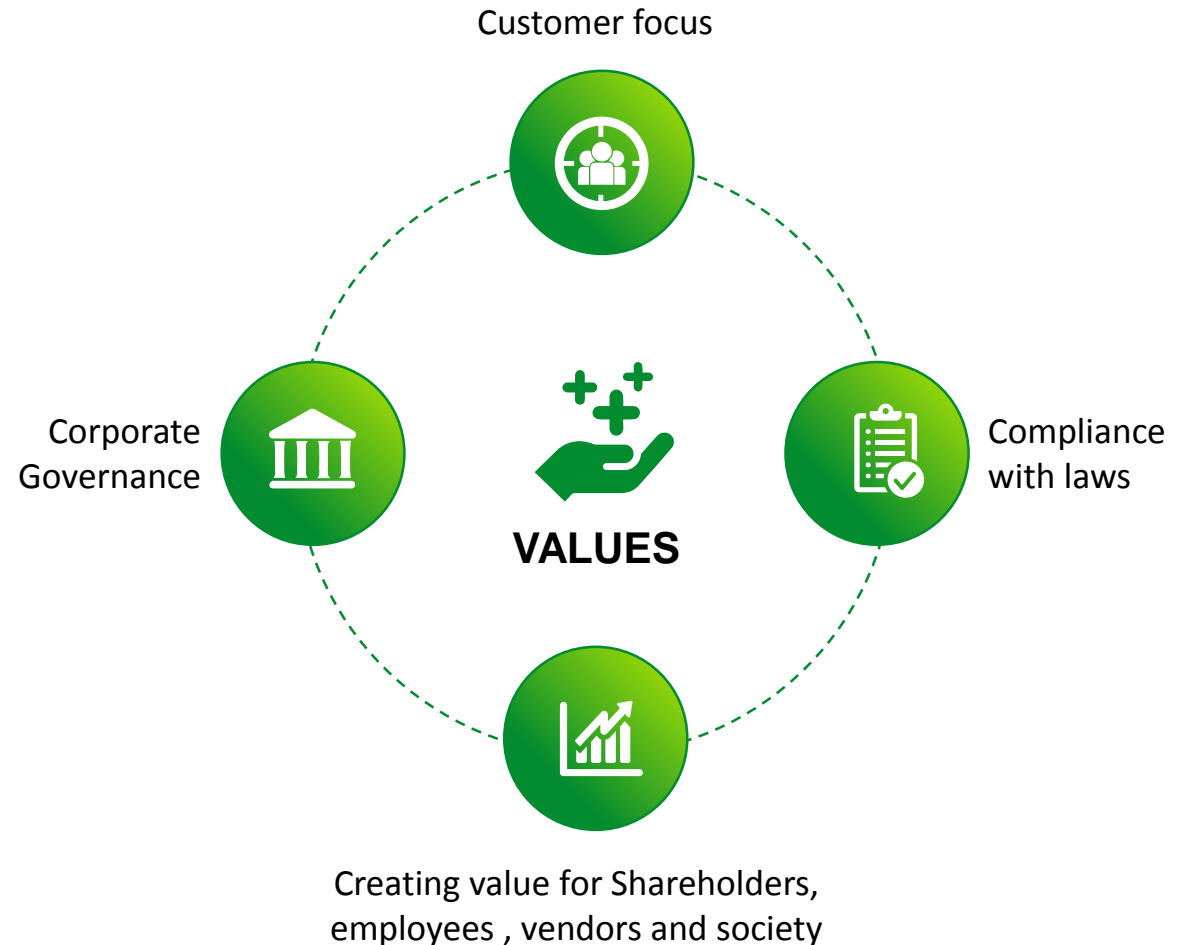 Customer focus
Corporate
Governance
Compliance
with laws
VALUES
Creating value for Shareholders,
employees , vendors and society